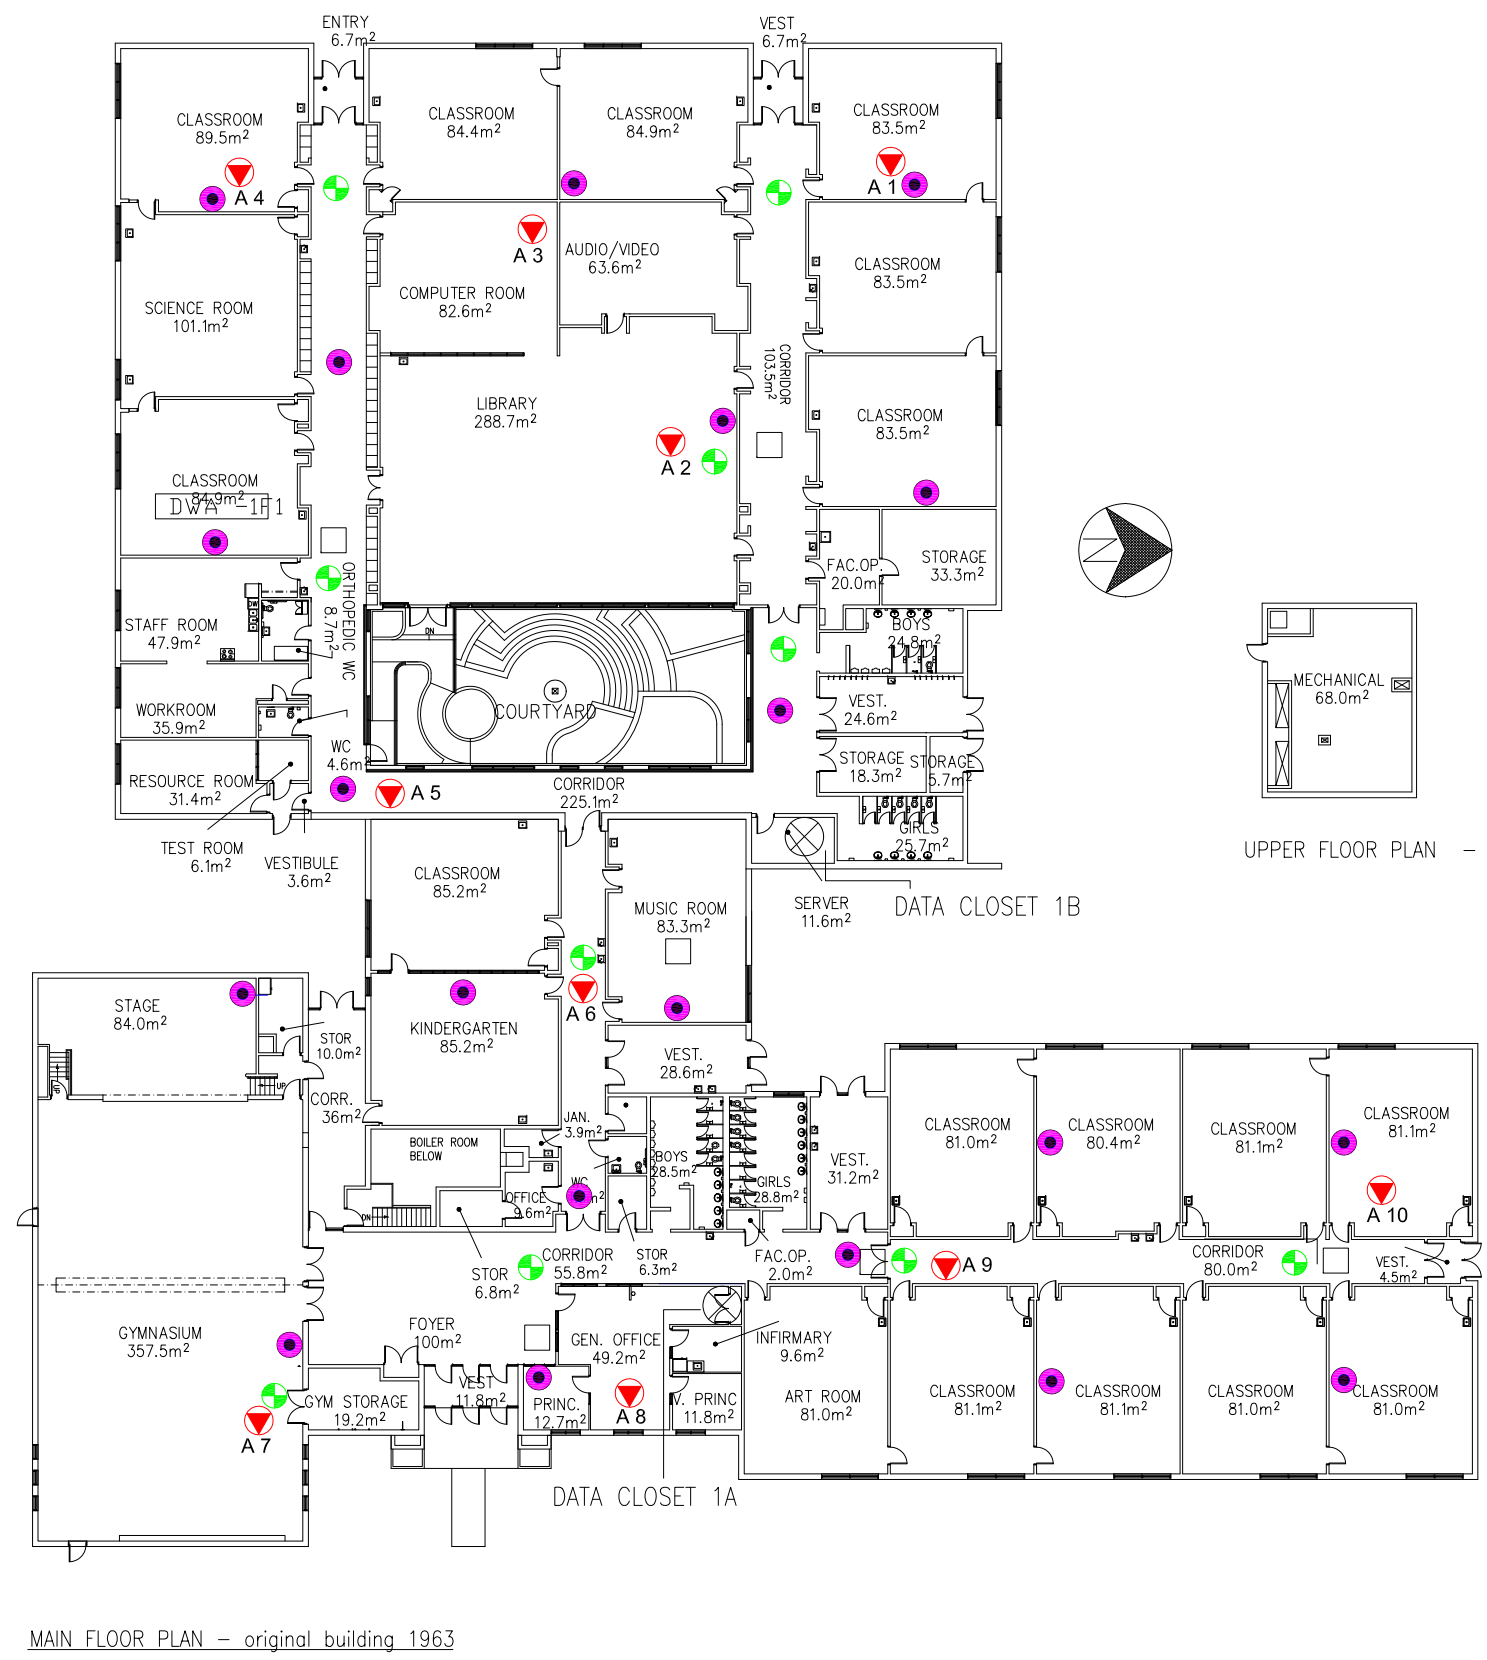 ENTRY
6.7m²
VEST
6.7m²
CLASSROOM
89.5m²
CLASSROOM
84.4m²
CLASSROOM
84.9m²
CLASSROOM
83.5m²
A 4
A 1
A 3
AUDIO/VIDEO
63.6m²
CLASSROOM
83.5m²
COMPUTER ROOM
82.6m²
SCIENCE ROOM
101.1m²
CORRIDOR
103.5m²
LIBRARY
288.7m²
CLASSROOM
83.5m²
A 2
CLASSROOM
84.9m²
DWA -1F1
FAC.OP.
20.0m²
STORAGE
33.3m²
N
ORTHOPEDIC WC
8.7m²
DW
STAFF ROOM
47.9m²
DN
BOYS
24.8m²
MECHANICAL
68.0m²
WORKROOM
35.9m²
COURTYARD
VEST.
24.6m²
WC
4.6m²
RESOURCE ROOM
31.4m²
STORAGE
18.3m²
STORAGE
5.7m²
A 5
CORRIDOR
225.1m²
TEST ROOM
6.1m²
VESTIBULE
3.6m²
GIRLS
25.7m²
UPPER FLOOR PLAN –
CLASSROOM
85.2m²
MUSIC ROOM
83.3m²
SERVER
11.6m²
DATA CLOSET 1B
A 6
STAGE
84.0m²
STOR
10.0m²
KINDERGARTEN
85.2m²
VEST.
28.6m²
UP
UP
CORR.
36m²
JAN.
3.9m²
BOILER ROOM
BELOW
BOYS
28.5m²
WC
GIRLS
28.8m²
VEST.
31.2m²
CLASSROOM
81.0m²
CLASSROOM
80.4m²
CLASSROOM
81.1m²
CLASSROOM
81.1m²
A 10
OFFICE
9.6m²
DN
STOR
6.8m²
CORRIDOR
55.8m²
STOR
6.3m²
FAC.OP.
2.0m²
A 9
CORRIDOR
80.0m²
VEST.
4.5m²
GYMNASIUM
357.5m²
FOYER
100m²
GEN. OFFICE
49.2m²
INFIRMARY
9.6m²
GYM STORAGE
19.2m²
VEST
11.8m²
PRINC.
12.7m²
A 8
V. PRINC
11.8m²
ART ROOM
81.0m²
CLASSROOM
81.1m²
CLASSROOM
81.1m²
CLASSROOM
81.0m²
CLASSROOM
81.0m²
A 7
DATA CLOSET 1A
MAIN FLOOR PLAN – original building 1963